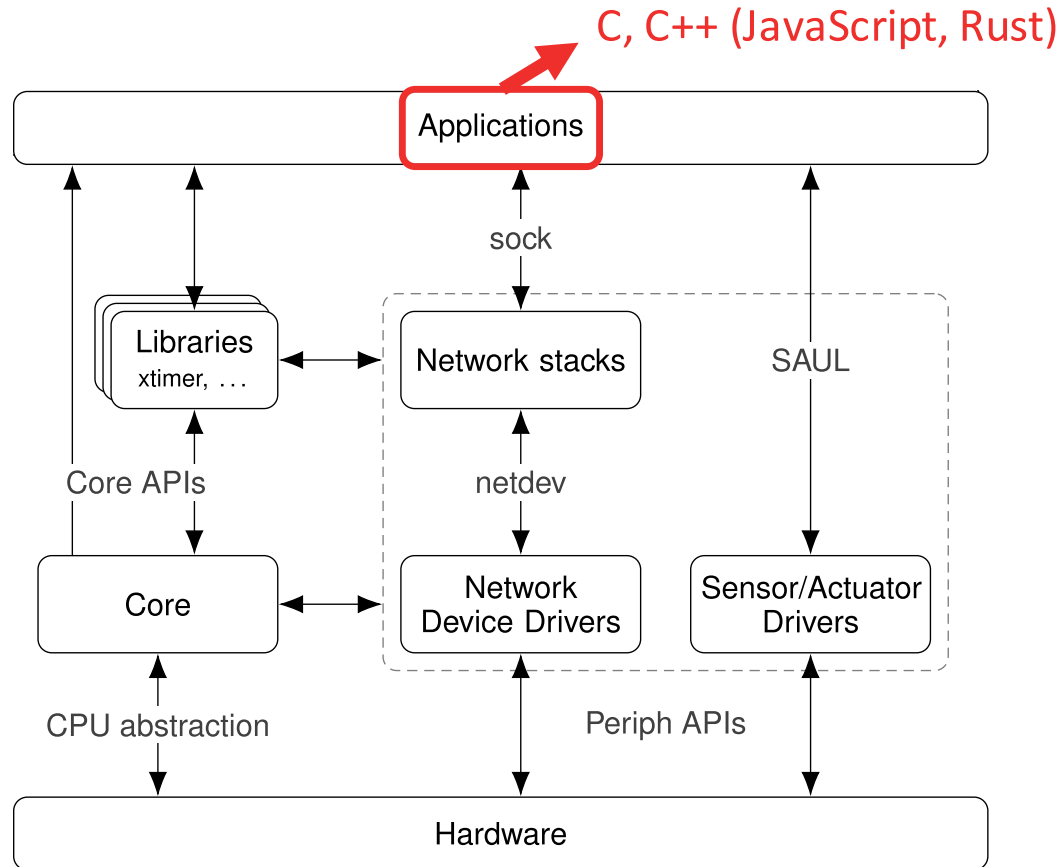 C, C++ (JavaScript, Rust)
Applications
sock
Libraries
xtimer, ...
Network stacks
SAUL
Core APIs
netdev
Core
Network
Device Drivers
Sensor/Actuator
Drivers
CPU abstraction
Periph APIs
Hardware